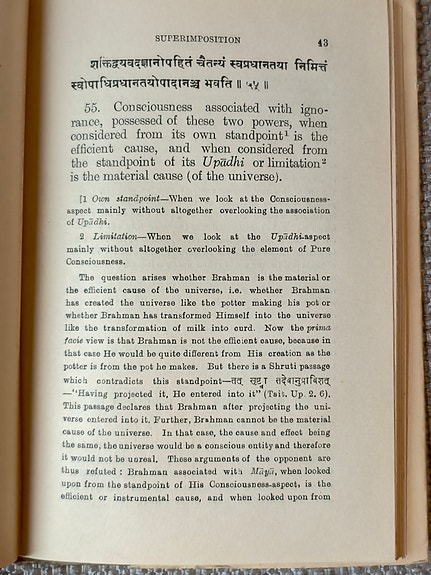 SUPERIMPOSITION 43
शक्तिद्वयवदज्ञानोपहितं चैतन्यं स्वप्रधानतया निमित्तं
स्वोपाधिप्रधानतयोपादानञ्च भवति ॥ ५५ ॥
55. Consciousness associated with igno-
rance, possessed of these two powers, when
considered from its own standpoint¹ is the
efficient cause, and when considered from
the standpoint of its Upādhi or limitation²
is the material cause (of the universe).
[1 Own standpoint—When we look at the Consciousness-
aspect mainly without altogether overlooking the association
of Upādhi.
2 Limitation—When we look at the Upādhi-aspect
mainly without altogether overlooking the element of Pure
Consciousness.
The question arises whether Brahman is the material or
the efficient cause of the universe, i.e. whether Brahman
has created the universe like the potter making his pot or
whether Brahman has transformed Himself into the universe
like the transformation of milk into curd. Now the prima
facie view is that Brahman is not the efficient cause, because in
that case He would be quite different from His creation as the
potter is from the pot he makes. But there is a Shruti passage
which contradicts this standpoint—तत् सृष्ट्वा तदेवानुप्राविशत्
—"Having projected it, He entered into it" (Tait. Up. 2. 6).
This passage declares that Brahman after projecting the uni-
verse entered into it. Further, Brahman cannot be the material
cause of the universe. In that case, the cause and effect being
the same, the universe would be a conscious entity and therefore
it would not be unreal. These arguments of the opponent are
thus refuted : Brahman associated with Māyā, when looked
upon from the standpoint of His Consciousness-aspect, is the
efficient or instrumental cause, and when looked upon from